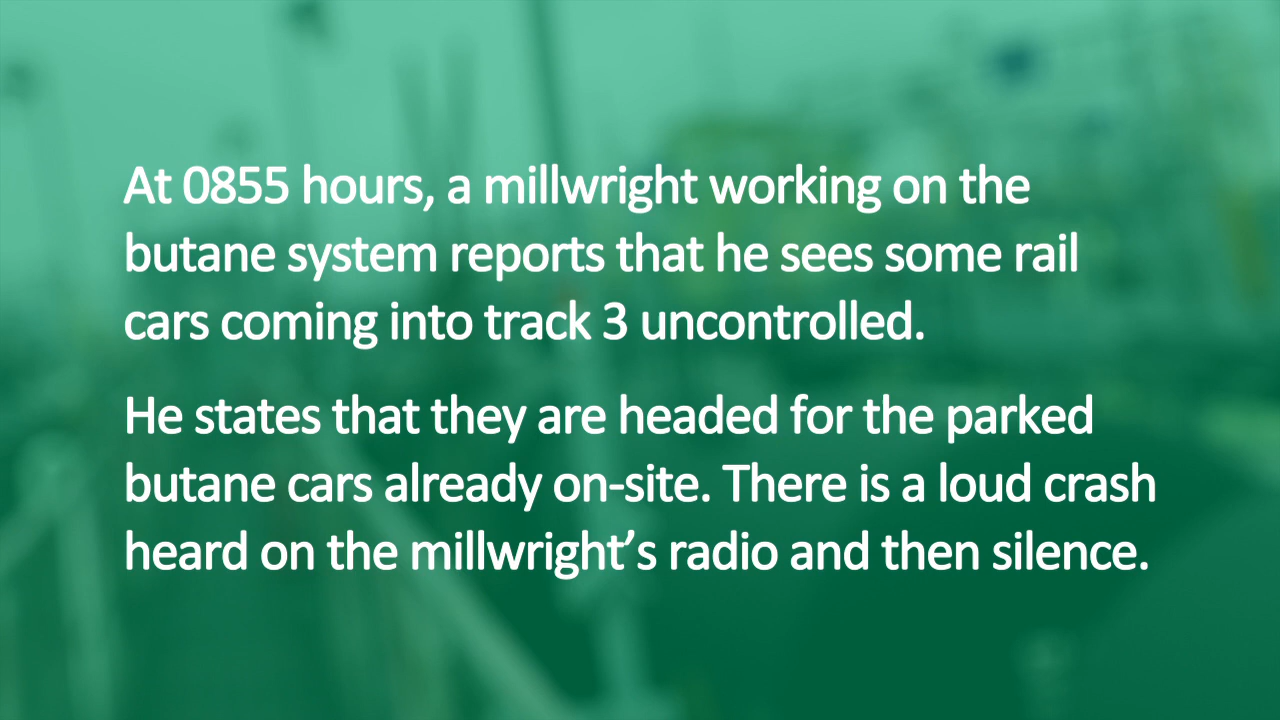 At 0855 hours, a millwright working on the
butane system reports that he sees some rail
cars coming into track 3 uncontrolled.
He states that they are headed for the parked
butane cars already on-site. There is a loud crash
heard on the millwright’s radio and then silence.